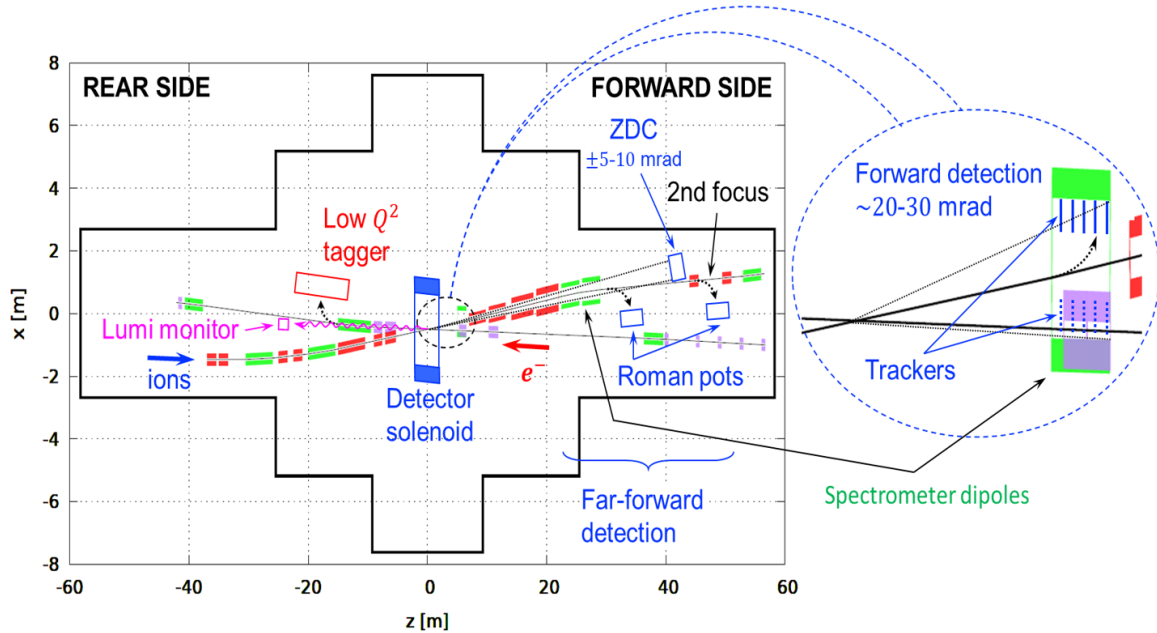 REAR SIDE
FORWARD SIDE
ZDC
±5-10 mrad
2nd focus
Low Q²
tagger
Lumi monitor
ions
e⁻
Detector
solenoid
Roman pots
Far-forward
detection
Forward detection
~20-30 mrad
Trackers
Spectrometer dipoles
x [m]
8
6
4
2
0
-2
-4
-6
-8
-60
-40
-20
0
20
40
60
z [m]